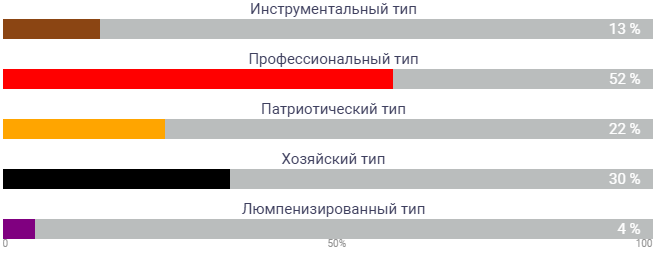 Инструментальный тип
13 %
Профессиональный тип
52 %
Патриотический тип
22 %
Хозяйский тип
30 %
Люмпенизированный тип
4 %
0 50% 100